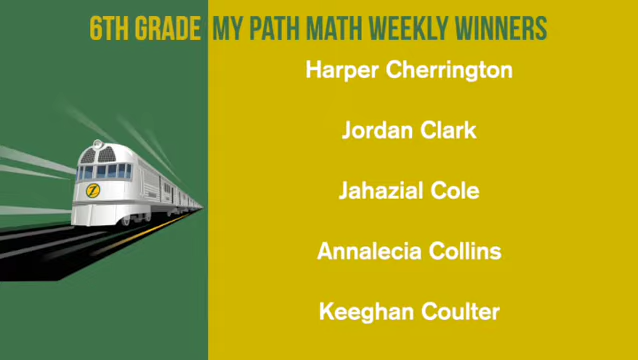 6TH GRADE MY PATH MATH WEEKLY WINNERS
Harper Cherrington
Jordan Clark
Jahazial Cole
Annalecia Collins
Keeghan Coulter
Z